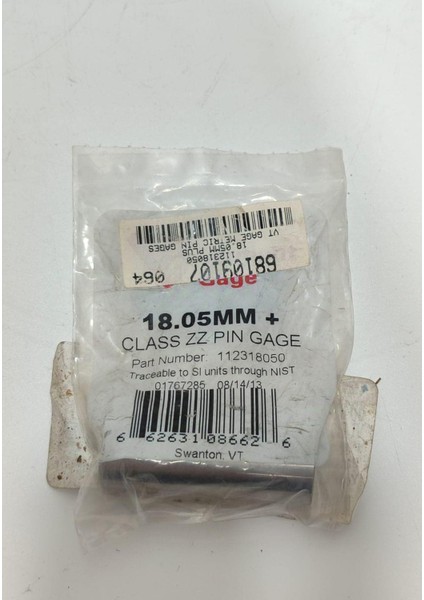 68109107 064
112318050
18.05MM PLUS
VT GAGE METRIC PIN GAGES
Gage
18.05MM +
CLASS ZZ PIN GAGE
Part Number: 112318050
Traceable to SI units through NIST
01767285 08/14/13
6 62631 08662 6
Swanton, VT